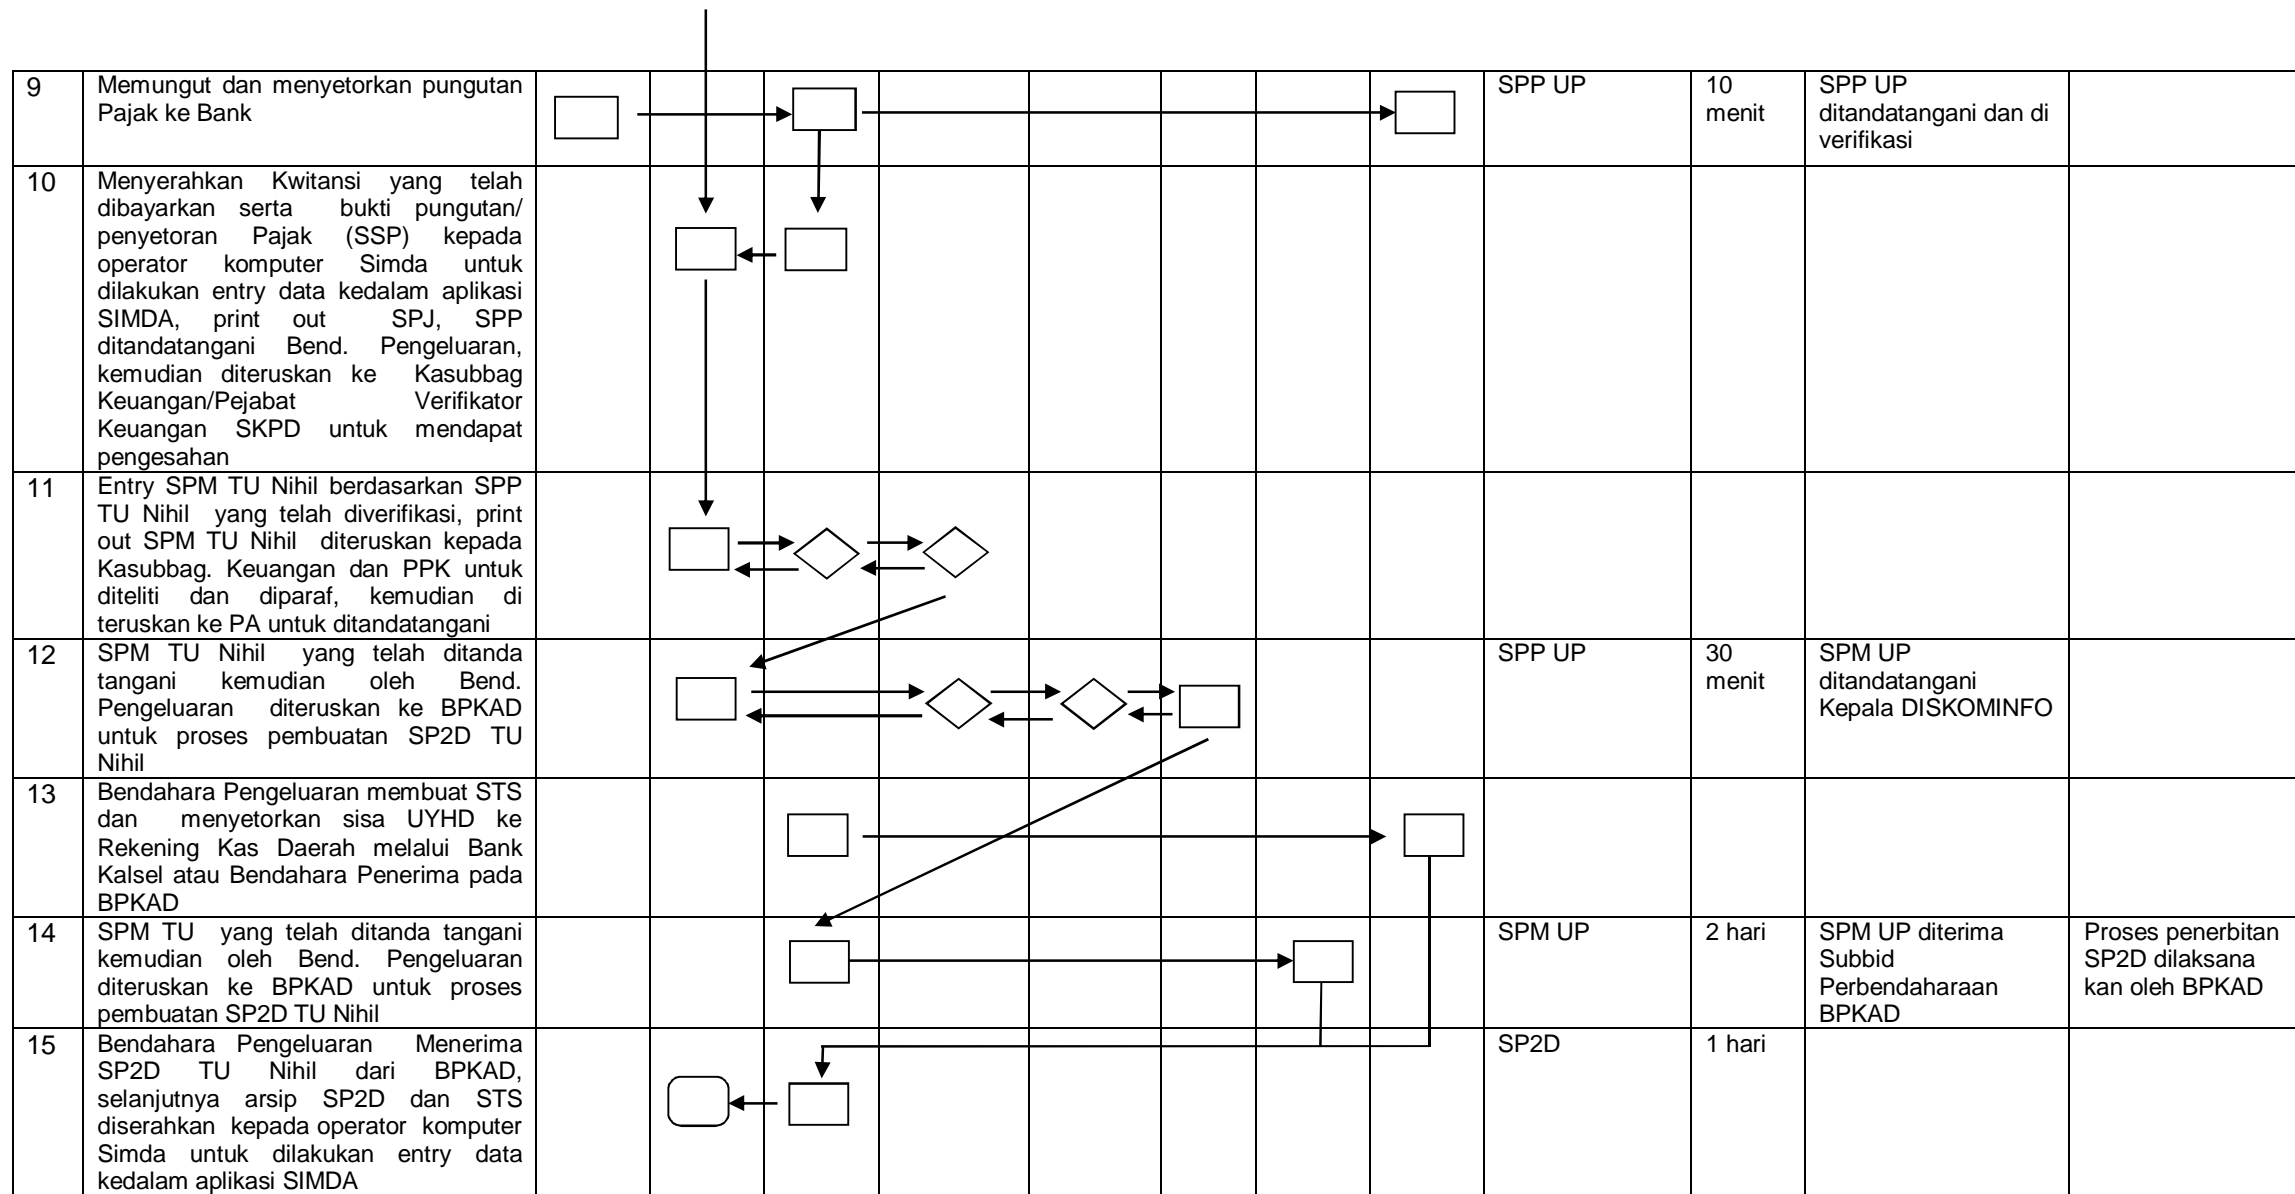 9
Memungut dan menyetorkan pungutan
Pajak ke Bank
SPP UP
10
menit
SPP UP
ditandatangani dan di
verifikasi
10
Menyerahkan Kwitansi yang telah
dibayarkan serta bukti pungutan/
penyetoran Pajak (SSP) kepada
operator komputer Simda untuk
dilakukan entry data kedalam aplikasi
SIMDA, print out SPJ, SPP
ditandatangani Bend. Pengeluaran,
kemudian diteruskan ke Kasubbag
Keuangan/Pejabat Verifikator
Keuangan SKPD untuk mendapat
pengesahan
11
Entry SPM TU Nihil berdasarkan SPP
TU Nihil yang telah diverifikasi, print
out SPM TU Nihil diteruskan kepada
Kasubbag. Keuangan dan PPK untuk
diteliti dan diparaf, kemudian di
teruskan ke PA untuk ditandatangani
12
SPM TU Nihil yang telah ditanda
tangani kemudian oleh Bend.
Pengeluaran diteruskan ke BPKAD
untuk proses pembuatan SP2D TU
Nihil
SPP UP
30
menit
SPM UP
ditandatangani
Kepala DISKOMINFO
13
Bendahara Pengeluaran membuat STS
dan menyetorkan sisa UYHD ke
Rekening Kas Daerah melalui Bank
Kalsel atau Bendahara Penerima pada
BPKAD
14
SPM TU yang telah ditanda tangani
kemudian oleh Bend. Pengeluaran
diteruskan ke BPKAD untuk proses
pembuatan SP2D TU Nihil
SPM UP
2 hari
SPM UP diterima
Subbid
Perbendaharaan
BPKAD
Proses penerbitan
SP2D dilaksana
kan oleh BPKAD
15
Bendahara Pengeluaran Menerima
SP2D TU Nihil dari BPKAD,
selanjutnya arsip SP2D dan STS
diserahkan kepada operator komputer
Simda untuk dilakukan entry data
kedalam aplikasi SIMDA
SP2D
1 hari